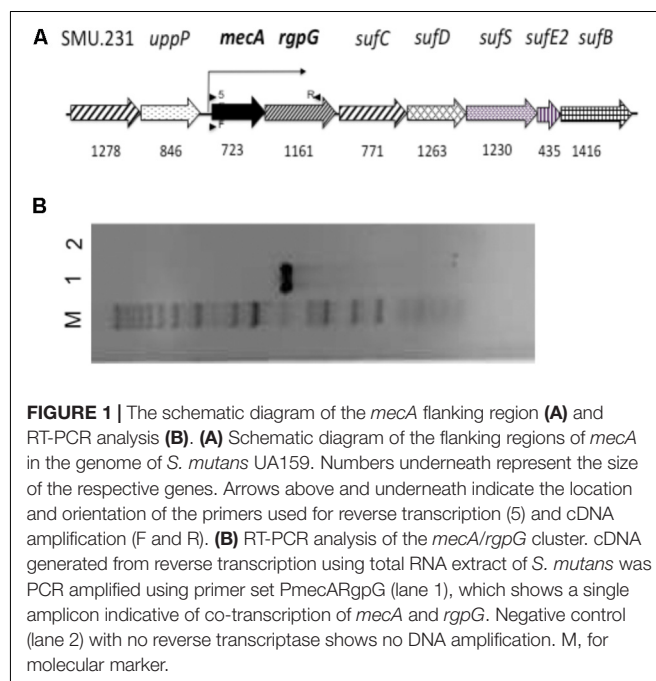 A SMU.231 uppP mecA rgpG sufC sufD sufS sufE2 sufB
5 R
F
1278 846 723 1161 771 1263 1230 435 1416
B
M 1 2
FIGURE 1 | The schematic diagram of the mecA flanking region (A) and
RT-PCR analysis (B). (A) Schematic diagram of the flanking regions of mecA
in the genome of S. mutans UA159. Numbers underneath represent the size
of the respective genes. Arrows above and underneath indicate the location
and orientation of the primers used for reverse transcription (5) and cDNA
amplification (F and R). (B) RT-PCR analysis of the mecA/rgpG cluster. cDNA
generated from reverse transcription using total RNA extract of S. mutans was
PCR amplified using primer set PmecARgpG (lane 1), which shows a single
amplicon indicative of co-transcription of mecA and rgpG. Negative control
(lane 2) with no reverse transcriptase shows no DNA amplification. M, for
molecular marker.